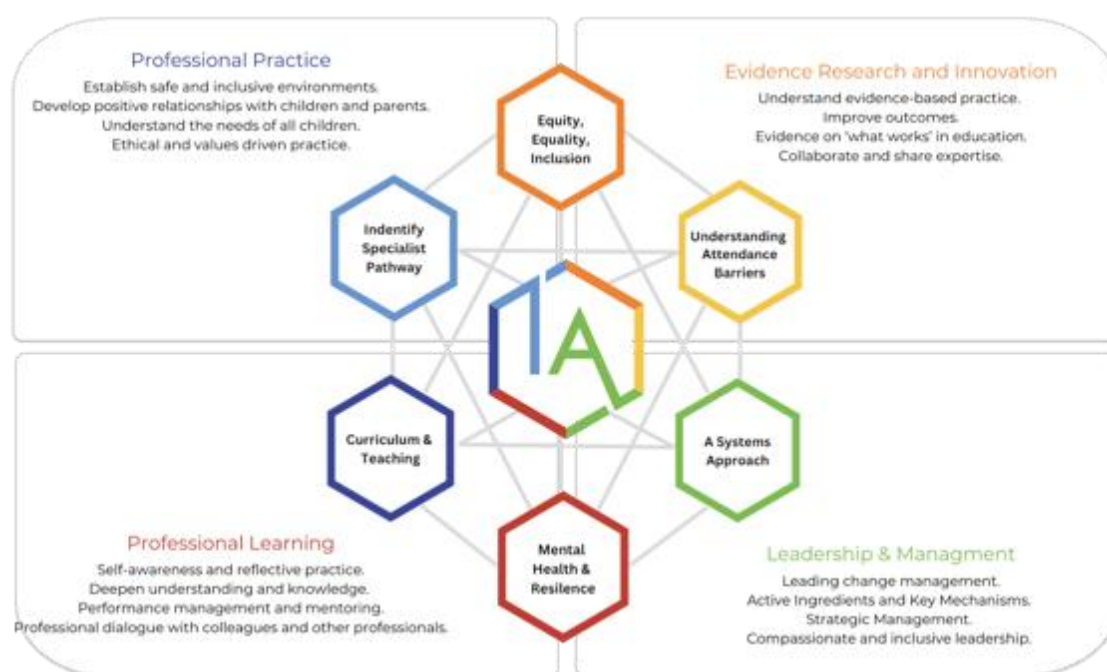 Professional Practice
Establish safe and inclusive environments.
Develop positive relationships with children and parents.
Understand the needs of all children.
Ethical and values driven practice.
Evidence Research and Innovation
Understand evidence-based practice.
Improve outcomes.
Evidence on 'what works' in education.
Collaborate and share expertise.
Equity,
Equality,
Inclusion
Indentify
Specialist
Pathway
Understanding
Attendance
Barriers
1A
Curriculum &
Teaching
A Systems
Approach
Mental
Health &
Resilence
Professional Learning
Self-awareness and reflective practice.
Deepen understanding and knowledge.
Performance management and mentoring.
Professional dialogue with colleagues and other professionals.
Leadership & Managment
Leading change management.
Active Ingredients and Key Mechanisms.
Strategic Management.
Compassionate and inclusive leadership.